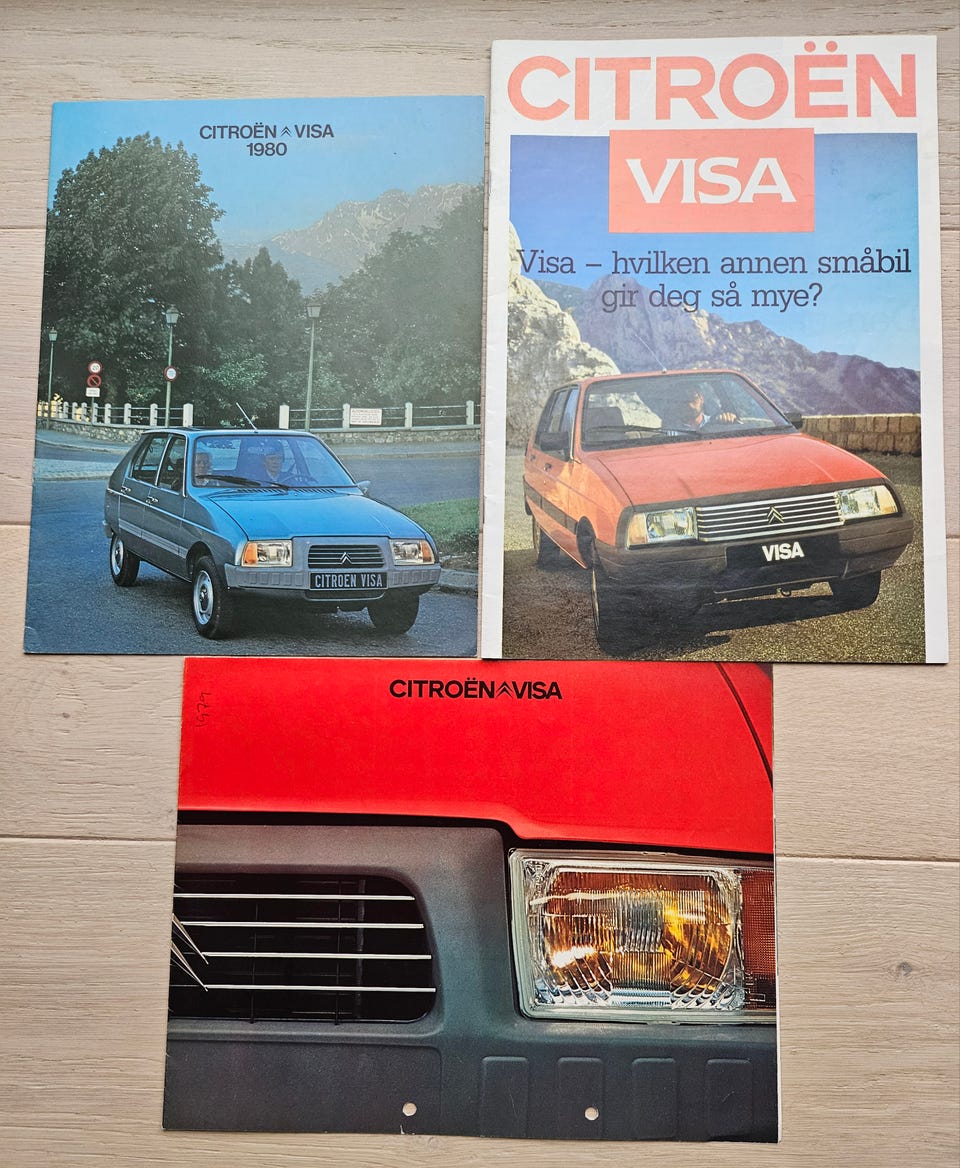 CITROËN VISA
1980
CITROEN VISA
CITROËN
VISA
Visa – hvilken annen småbil
gir deg så mye?
VISA
CITROËN VISA
1979